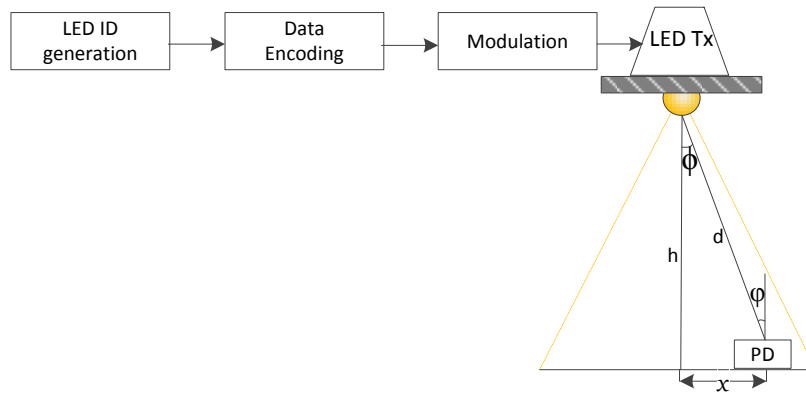 LED ID
generation
Data
Encoding
Modulation
LED Tx
ϕ
h
d
φ
PD
x